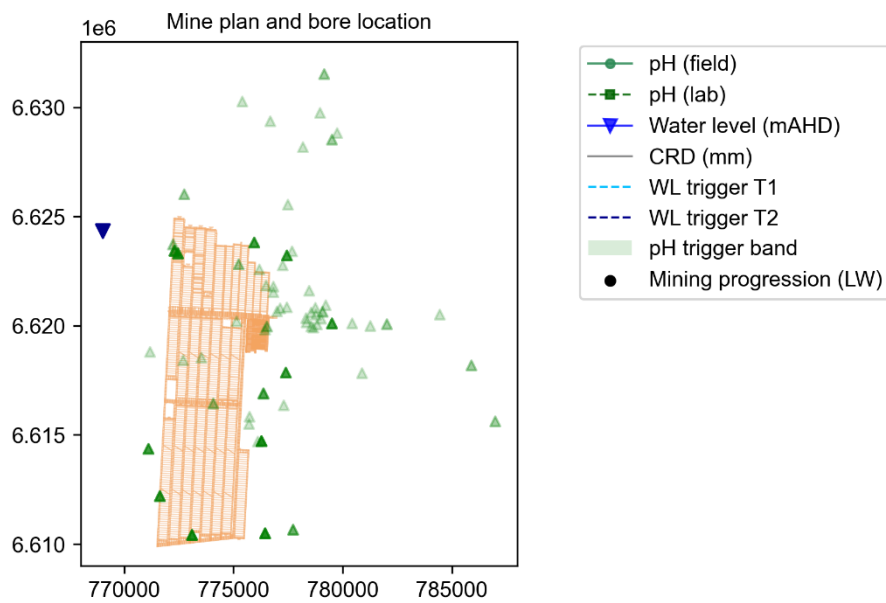 Mine plan and bore location
1e6
6.630
6.625
6.620
6.615
6.610
770000 775000 780000 785000
pH (field)
pH (lab)
Water level (mAHD)
CRD (mm)
WL trigger T1
WL trigger T2
pH trigger band
Mining progression (LW)